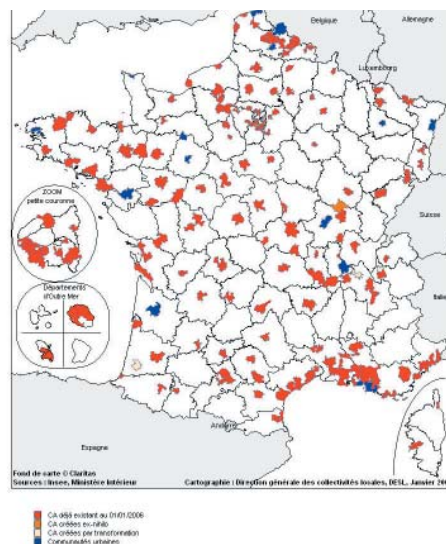 Belgique
Allemagne
Luxembourg
ZOOM
petite couronne
Suisse
Départements
d'Outre Mer
Italie
Espagne
Andorre
Fond de carte © Claritas
Sources : Insee, Ministère Intérieur
Cartographie : Direction générale des collectivités locales, DESL, Janvier 200
CA déjà existant au 01/01/2006
CA créées ex-nihilo
CA créées par transformation
Communautés urbaines